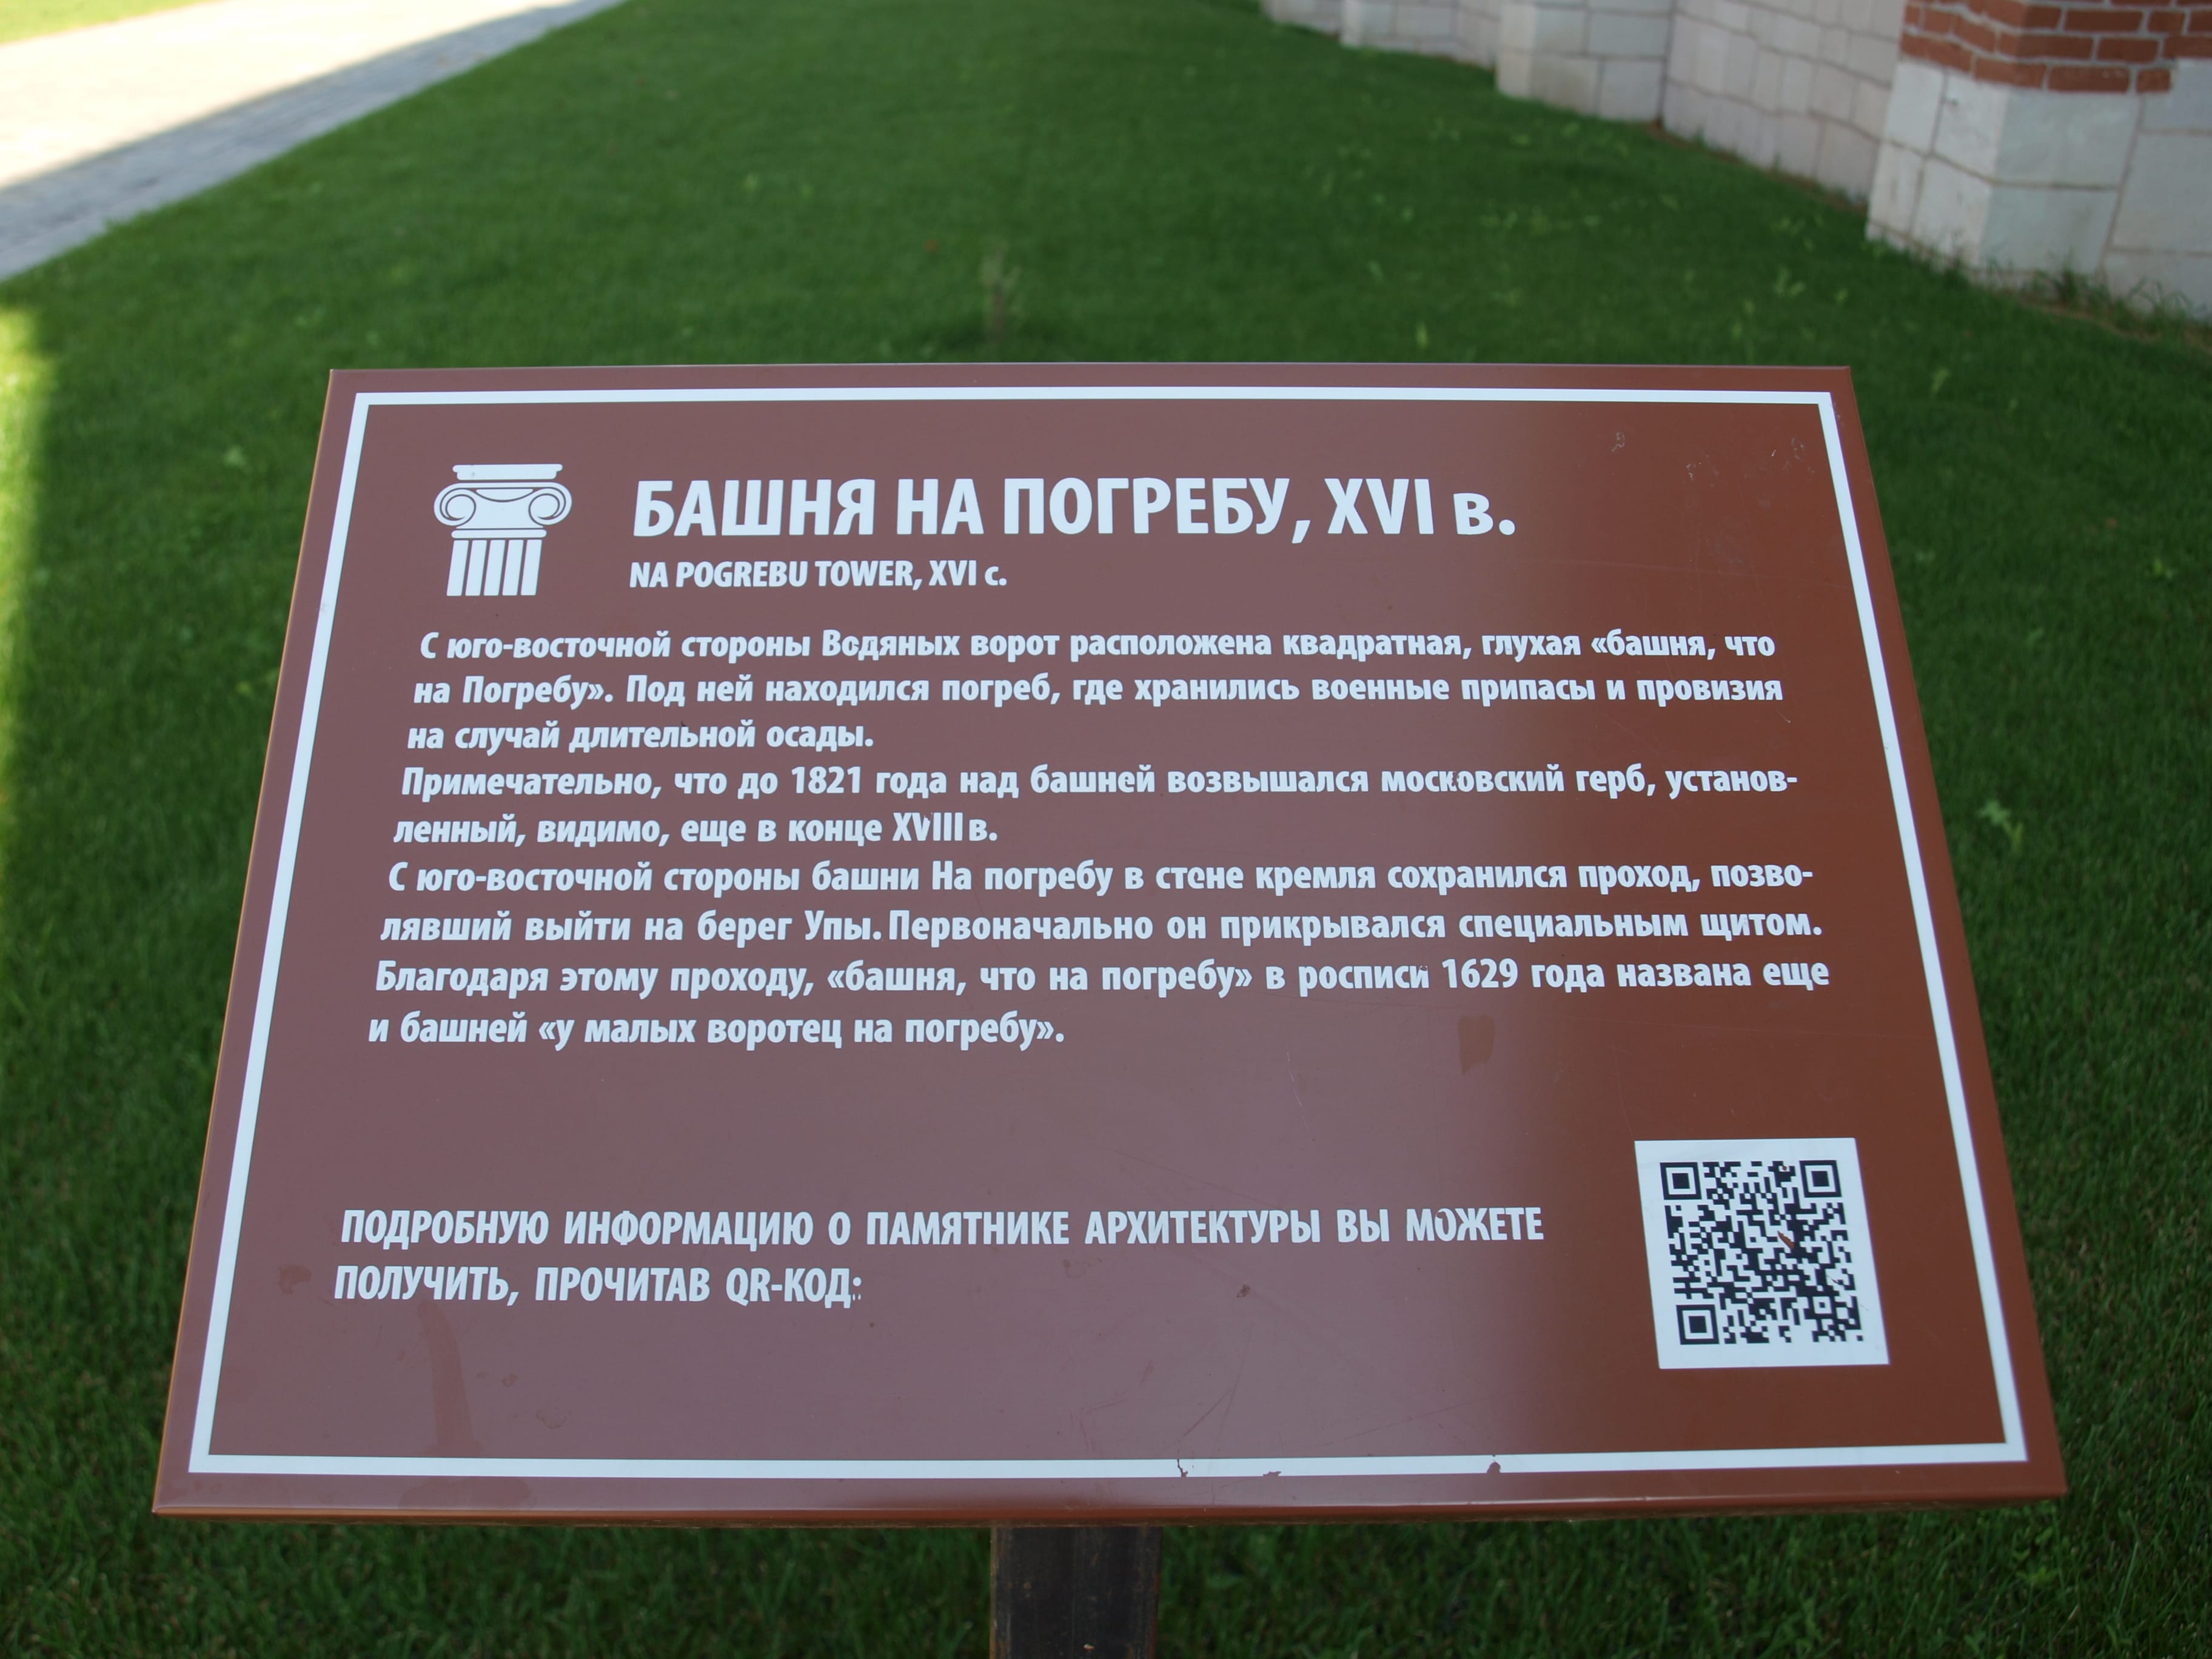 БАШНЯ НА ПОГРЕБУ, XVI в.
NA POGREBU TOWER, XVI c.
С юго-восточной стороны Водяных ворот расположена квадратная, глухая «башня, что
на Погребу». Под ней находился погреб, где хранились военные припасы и провизия
на случай длительной осады.
Примечательно, что до 1821 года над башней возвышался московский герб, установ-
ленный, видимо, еще в конце XVIII в.
С юго-восточной стороны башни На погребу в стене кремля сохранился проход, позво-
лявший выйти на берег Упы. Первоначально он прикрывался специальным щитом.
Благодаря этому проходу, «башня, что на погребу» в росписи 1629 года названа еще
и башней «у малых воротец на погребу».
ПОДРОБНУЮ ИНФОРМАЦИЮ О ПАМЯТНИКЕ АРХИТЕКТУРЫ ВЫ МОЖЕТЕ
ПОЛУЧИТЬ, ПРОЧИТАВ QR-КОД: